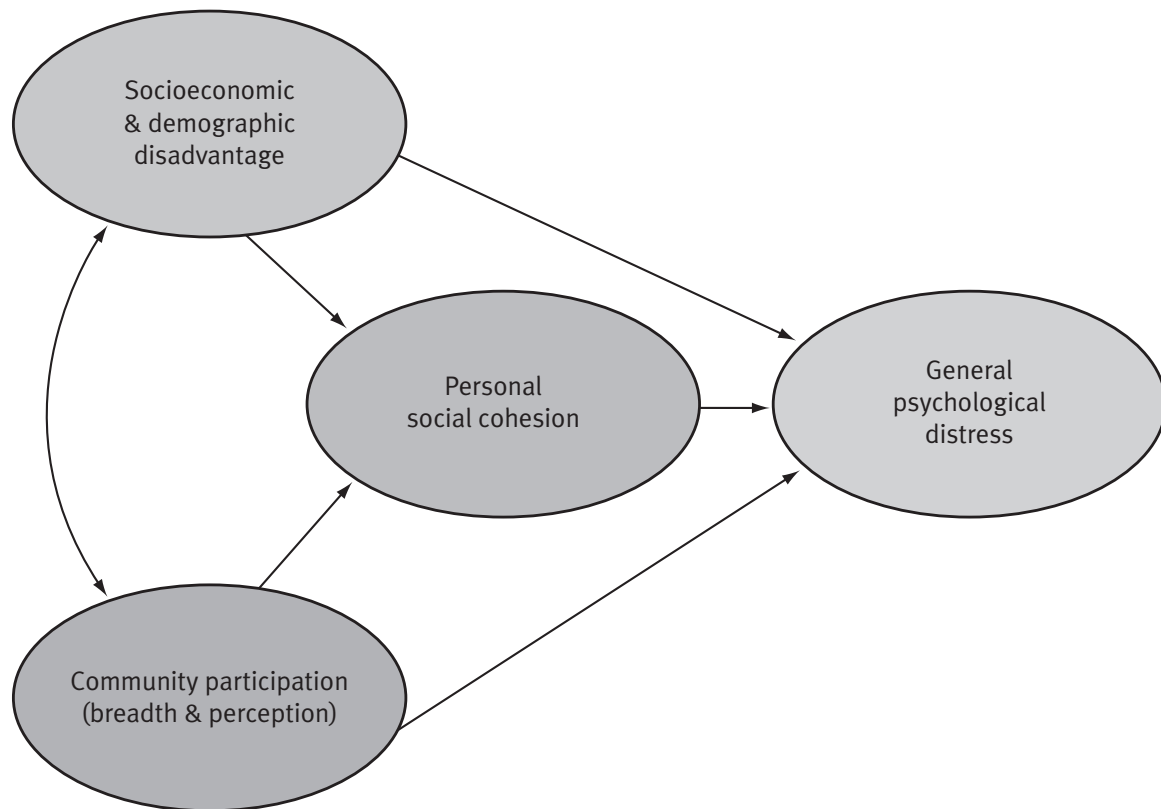 Socioeconomic
& demographic
disadvantage
Personal
social cohesion
General
psychological
distress
Community participation
(breadth & perception)